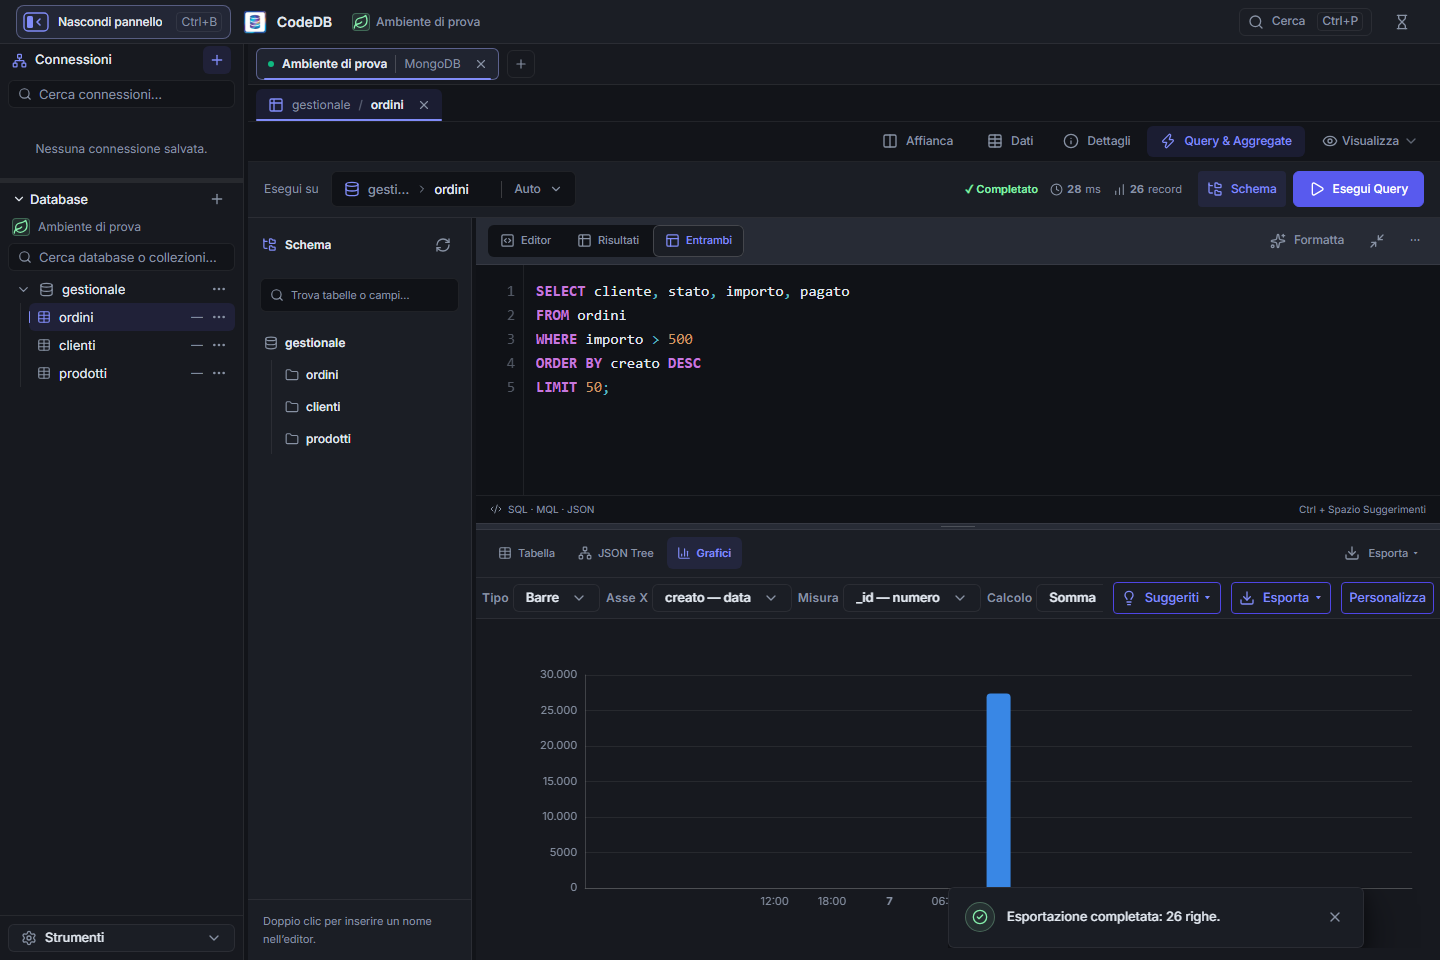 Nascondi pannello Ctrl+B CodeDB Ambiente di prova Cerca Ctrl+P
Connessioni
Cerca connessioni...
Nessuna connessione salvata.
Database
Ambiente di prova
Cerca database o collezioni...
gestionale
ordini
clienti
prodotti
Strumenti
Ambiente di prova MongoDB
gestionale / ordini
Affianca Dati Dettagli Query & Aggregate Visualizza
Esegui su gesti... ordini Auto Completato 28 ms 26 record Schema Esegui Query
Schema
Trova tabelle o campi...
gestionale
ordini
clienti
prodotti
Doppio clic per inserire un nome
nell'editor.
Editor Risultati Entrambi Formatta
1 SELECT cliente, stato, importo, pagato
2 FROM ordini
3 WHERE importo > 500
4 ORDER BY creato DESC
5 LIMIT 50;
SQL · MQL · JSON Ctrl + Spazio Suggerimenti
Tabella JSON Tree Grafici Esporta
Tipo Barre Asse X creato — data Misura _id — numero Calcolo Somma Suggeriti Esporta Personalizza
30.000
25.000
20.000
15.000
10.000
5000
0
12:00 18:00 7 06:
Esportazione completata: 26 righe.